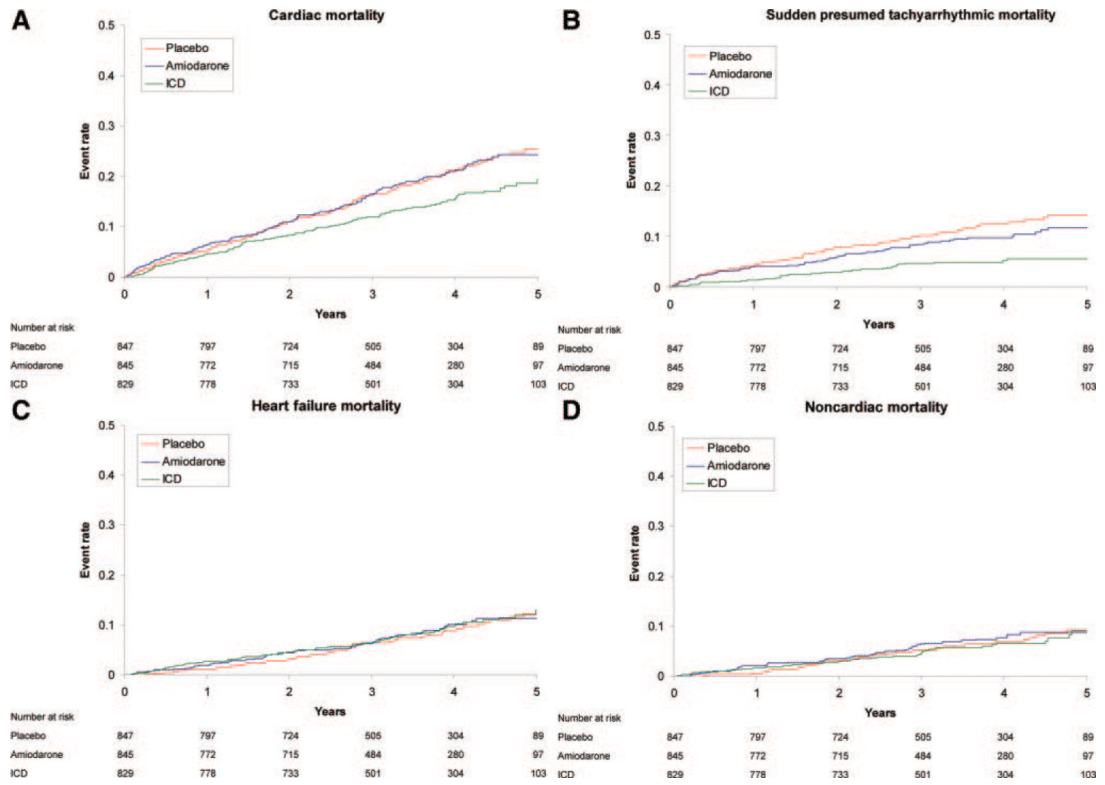 A
Cardiac mortality
0.5
0.4
0.3
0.2
0.1
0
Event rate
Placebo
Amiodarone
ICD
0 1 2 3 4 5
Years
Number at risk
Placebo 847 797 724 505 304 89
Amiodarone 845 772 715 484 280 97
ICD 829 778 733 501 304 103
B
Sudden presumed tachyarrhythmic mortality
0.5
0.4
0.3
0.2
0.1
0
Event rate
Placebo
Amiodarone
ICD
0 1 2 3 4 5
Years
Number at risk
Placebo 847 797 724 505 304 89
Amiodarone 845 772 715 484 280 97
ICD 829 778 733 501 304 103
C
Heart failure mortality
0.5
0.4
0.3
0.2
0.1
0
Event rate
Placebo
Amiodarone
ICD
0 1 2 3 4 5
Years
Number at risk
Placebo 847 797 724 505 304 89
Amiodarone 845 772 715 484 280 97
ICD 829 778 733 501 304 103
D
Noncardiac mortality
0.5
0.4
0.3
0.2
0.1
0
Event rate
Placebo
Amiodarone
ICD
0 1 2 3 4 5
Years
Number at risk
Placebo 847 797 724 505 304 89
Amiodarone 845 772 715 484 280 97
ICD 829 778 733 501 304 103